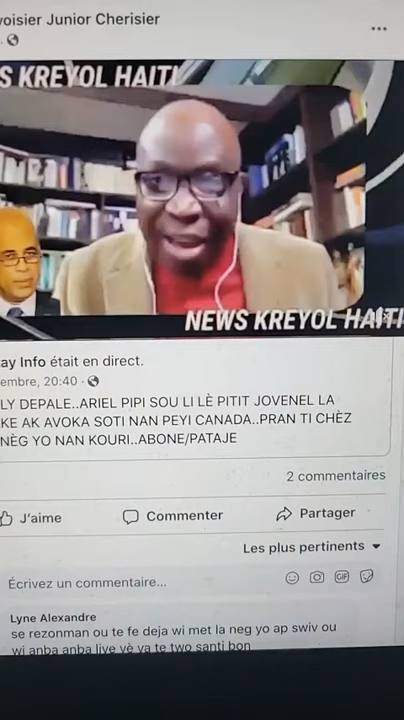 voisier Junior Cherisier
S KREYOL HAITI
NEWS KREYOL HAITI
ay Info était en direct.
embre, 20:40
LY DEPALE..ARIEL PIPI SOU LI LÈ PITIT JOVENEL LA
KE AK AVOKA SOTI NAN PEYI CANADA..PRAN TI CHÈZ
NÈG YO NAN KOURI..ABONE/PATAJE
2 commentaires
J'aime
Commenter
Partager
Les plus pertinents
Écrivez un commentaire...
GIF
Lyne Alexandre
se rezonman ou te fe deja wi met la neg yo ap swiv ou
wi anba anba live yè ya te two santi bon